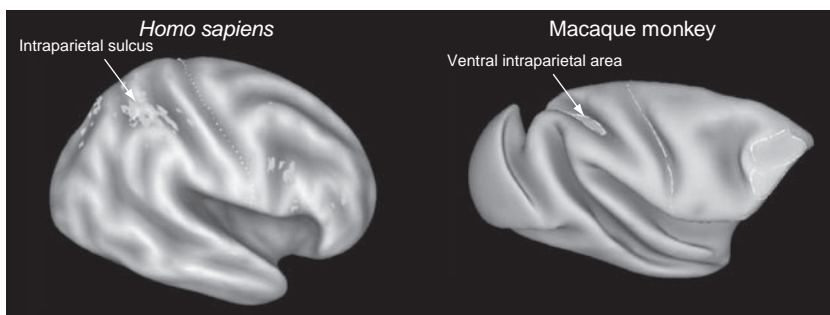 Homo sapiens
Intraparietal sulcus
Macaque monkey
Ventral intraparietal area